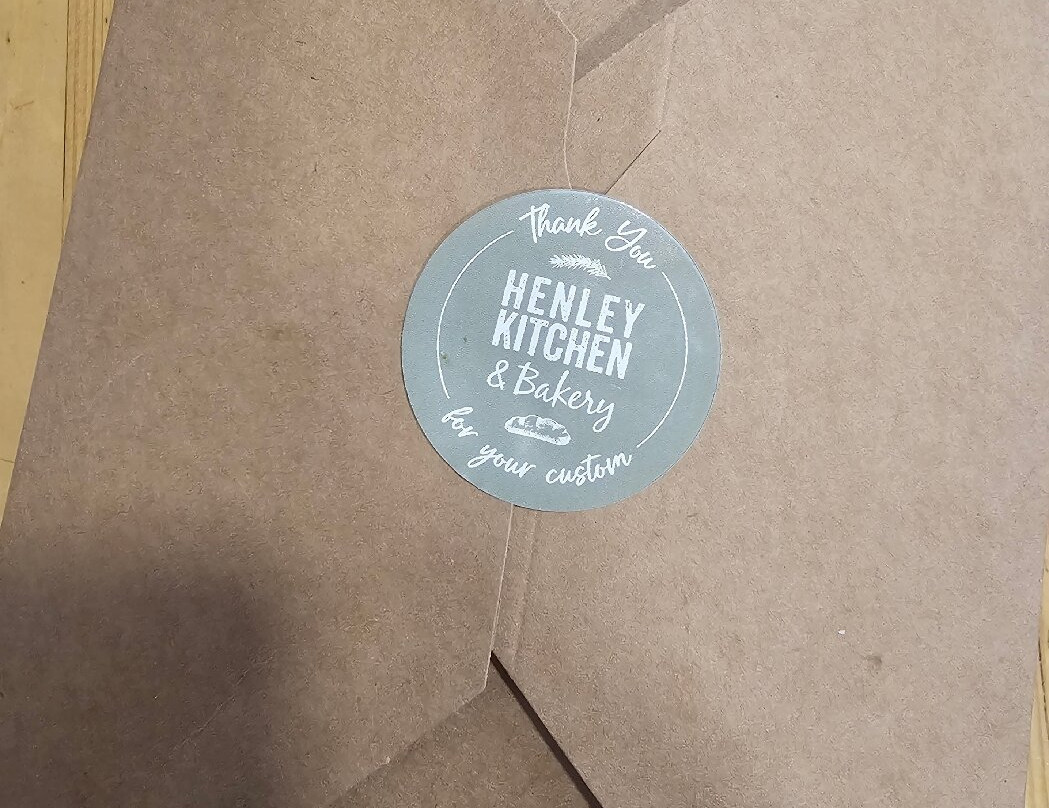 Thank You
HENLEY
KITCHEN
& Bakery
for your custom